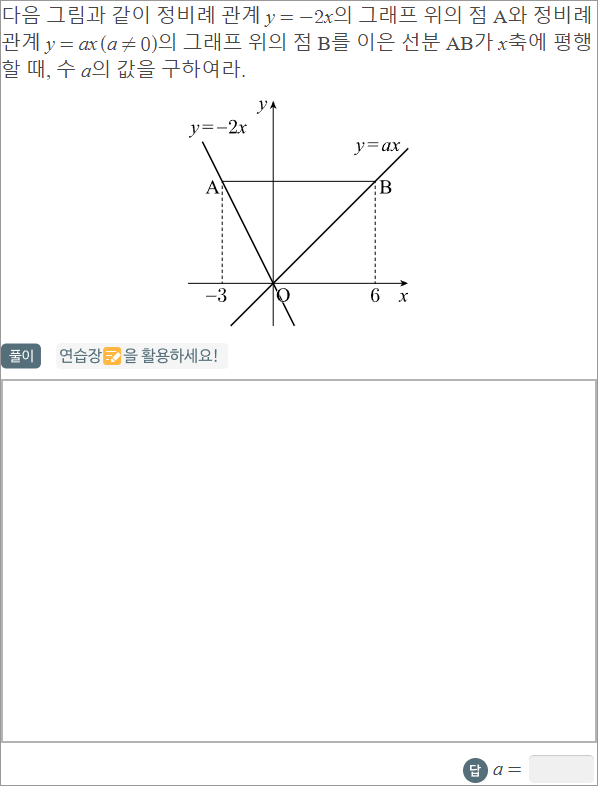 다음 그림과 같이 정비례 관계 y = −2x의 그래프 위의 점 A와 정비례
관계 y = ax (a ≠ 0)의 그래프 위의 점 B를 이은 선분 AB가 x축에 평행
할 때, 수 a의 값을 구하여라.
y
y=−2x
y=ax
A
B
−3
O
6
x
풀이
연습장을 활용하세요!
답 a =